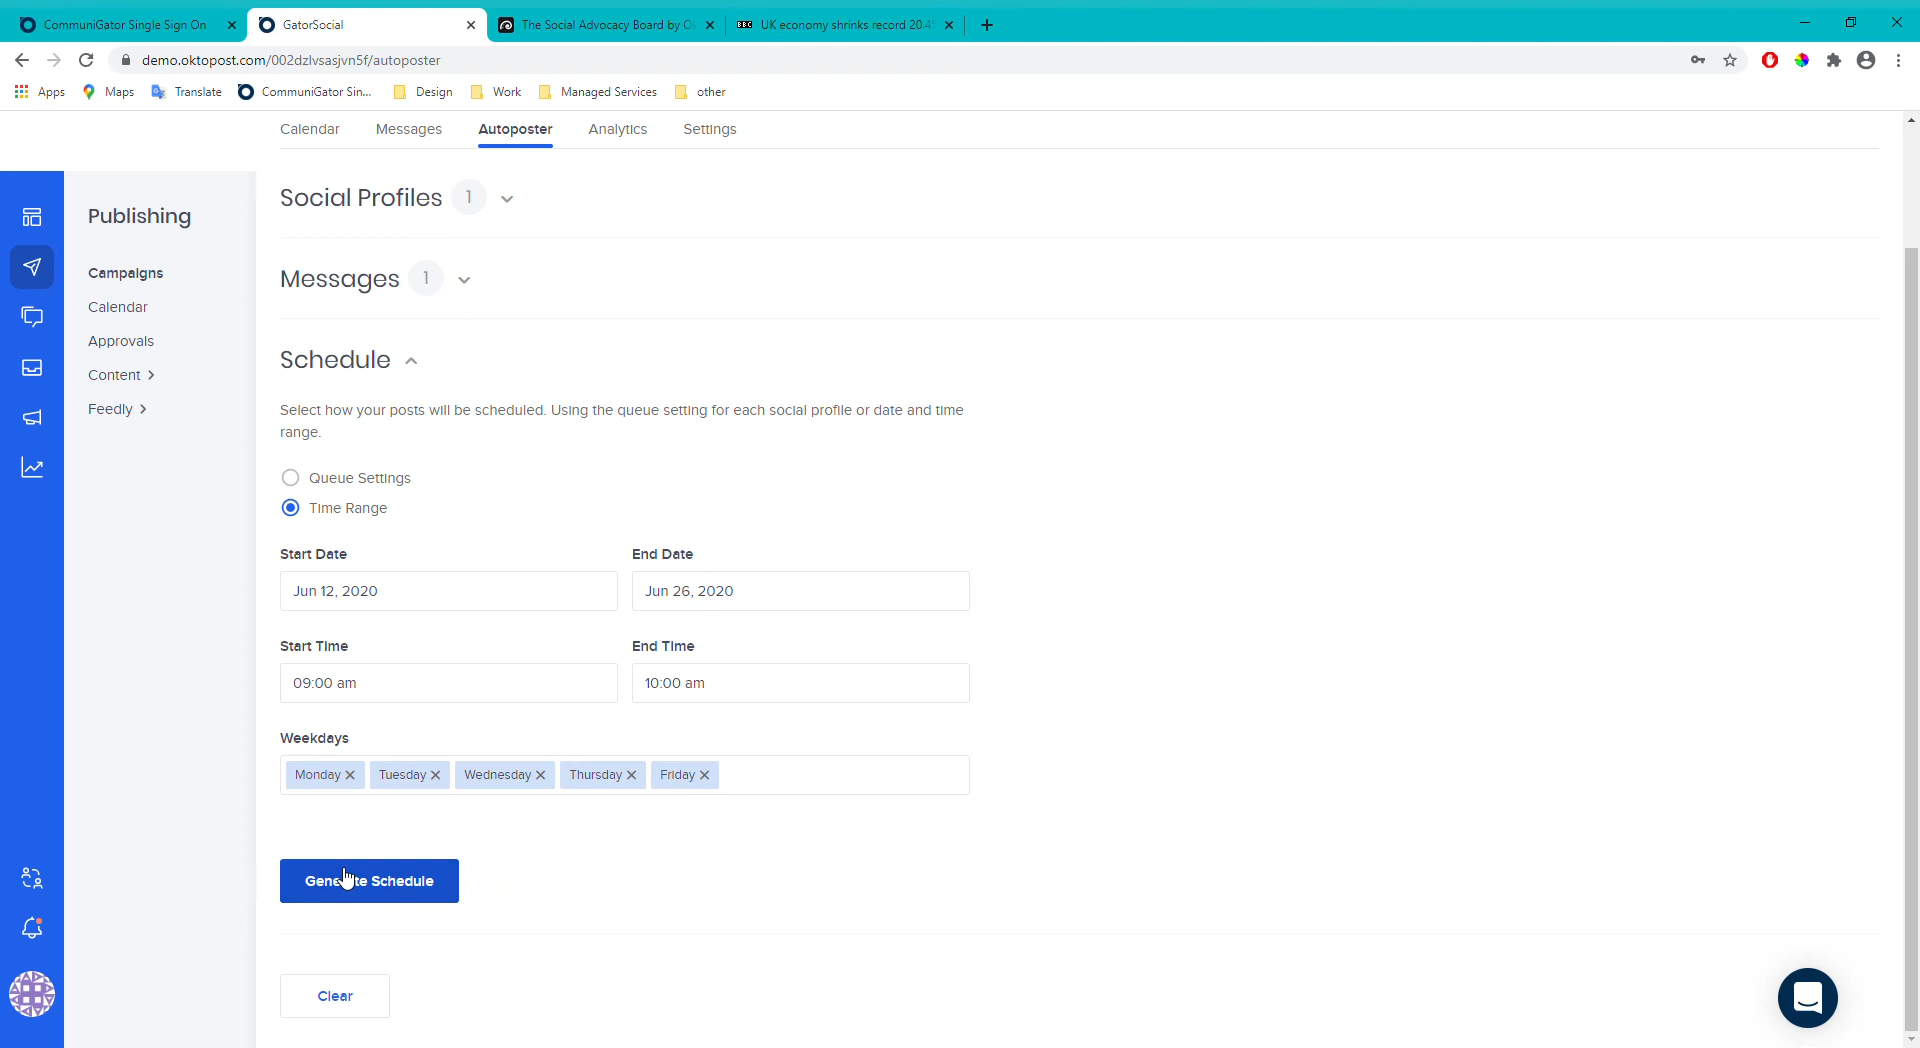 CommuniGator Single Sign On
GatorSocial
The Social Advocacy Board by O
BBC UK economy shrinks record 20.4
demo.oktopost.com/002dzlvsasjvn5f/autoposter
Apps
Maps
Translate
CommuniGator Sin...
Design
Work
Managed Services
other
Calendar
Messages
Autoposter
Analytics
Settings
Publishing
Campaigns
Calendar
Approvals
Content
Feedly
Social Profiles 1
Messages 1
Schedule
Select how your posts will be scheduled. Using the queue setting for each social profile or date and time
range.
Queue Settings
Time Range
Start Date
End Date
Jun 12, 2020
Jun 26, 2020
Start Time
End Time
09:00 am
10:00 am
Weekdays
Monday
Tuesday
Wednesday
Thursday
Friday
Generate Schedule
Clear